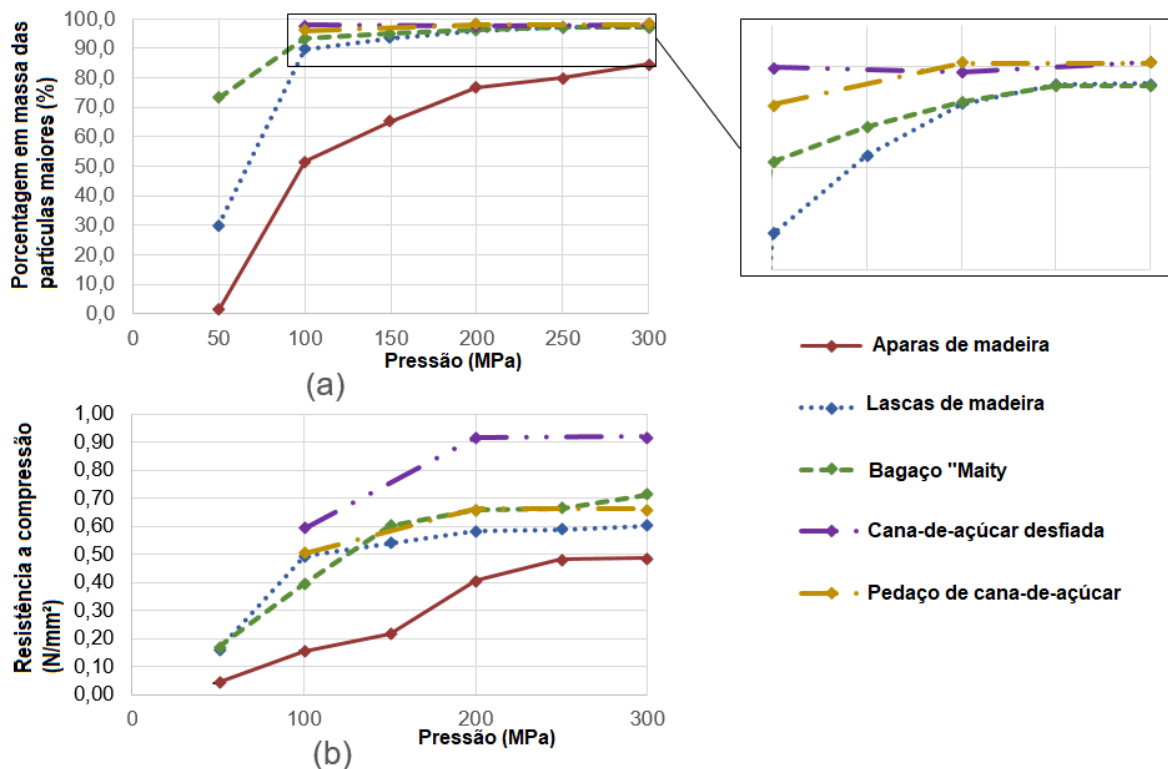 Porcentagem em massa das
partículas maiores (%)
100,0
90,0
80,0
70,0
60,0
50,0
40,0
30,0
20,0
10,0
0,0
0
50
100
150
200
250
300
Pressão (MPa)
(a)
Resistência a compressão
(N/mm²)
1,00
0,90
0,80
0,70
0,60
0,50
0,40
0,30
0,20
0,10
0,00
0
100
200
300
Pressão (MPa)
(b)
Aparas de madeira
Lascas de madeira
Bagaço "Maity
Cana-de-açúcar desfiada
Pedaço de cana-de-açúcar